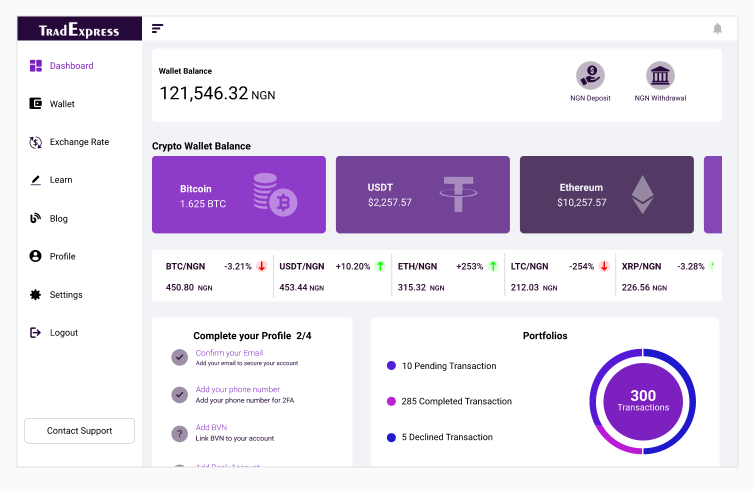 TradExpress
Dashboard
Wallet
Exchange Rate
Learn
Blog
Profile
Settings
Logout
Contact Support
Wallet Balance
121,546.32 NGN
NGN Deposit
NGN Withdrawal
Crypto Wallet Balance
Bitcoin
1.625 BTC
USDT
$2,257.57
Ethereum
$10,257.57
BTC/NGN -3.21%
450.80 NGN
USDT/NGN +10.20%
453.44 NGN
ETH/NGN +253%
315.32 NGN
LTC/NGN -254%
212.03 NGN
XRP/NGN -3.28%
226.56 NGN
Complete your Profile 2/4
Confirm your Email
Add your email to secure your account
Add your phone number
Add your phone number for 2FA
?
Add BVN
Link BVN to your account
Add Bank Account
Portfolios
10 Pending Transaction
285 Completed Transaction
5 Declined Transaction
300
Transactions